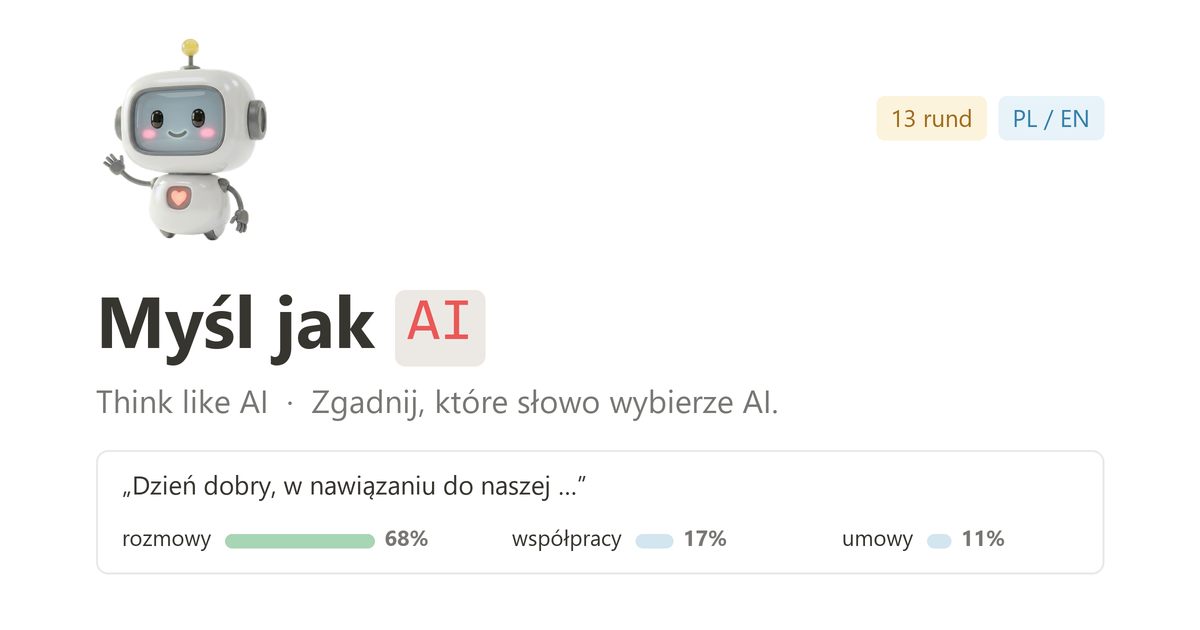 13 rund
PL / EN
Myśl jak AI
Think like AI · Zgadnij, które słowo wybierze AI.
„Dzień dobry, w nawiązaniu do naszej …”
rozmowy 68% współpracy 17% umowy 11%